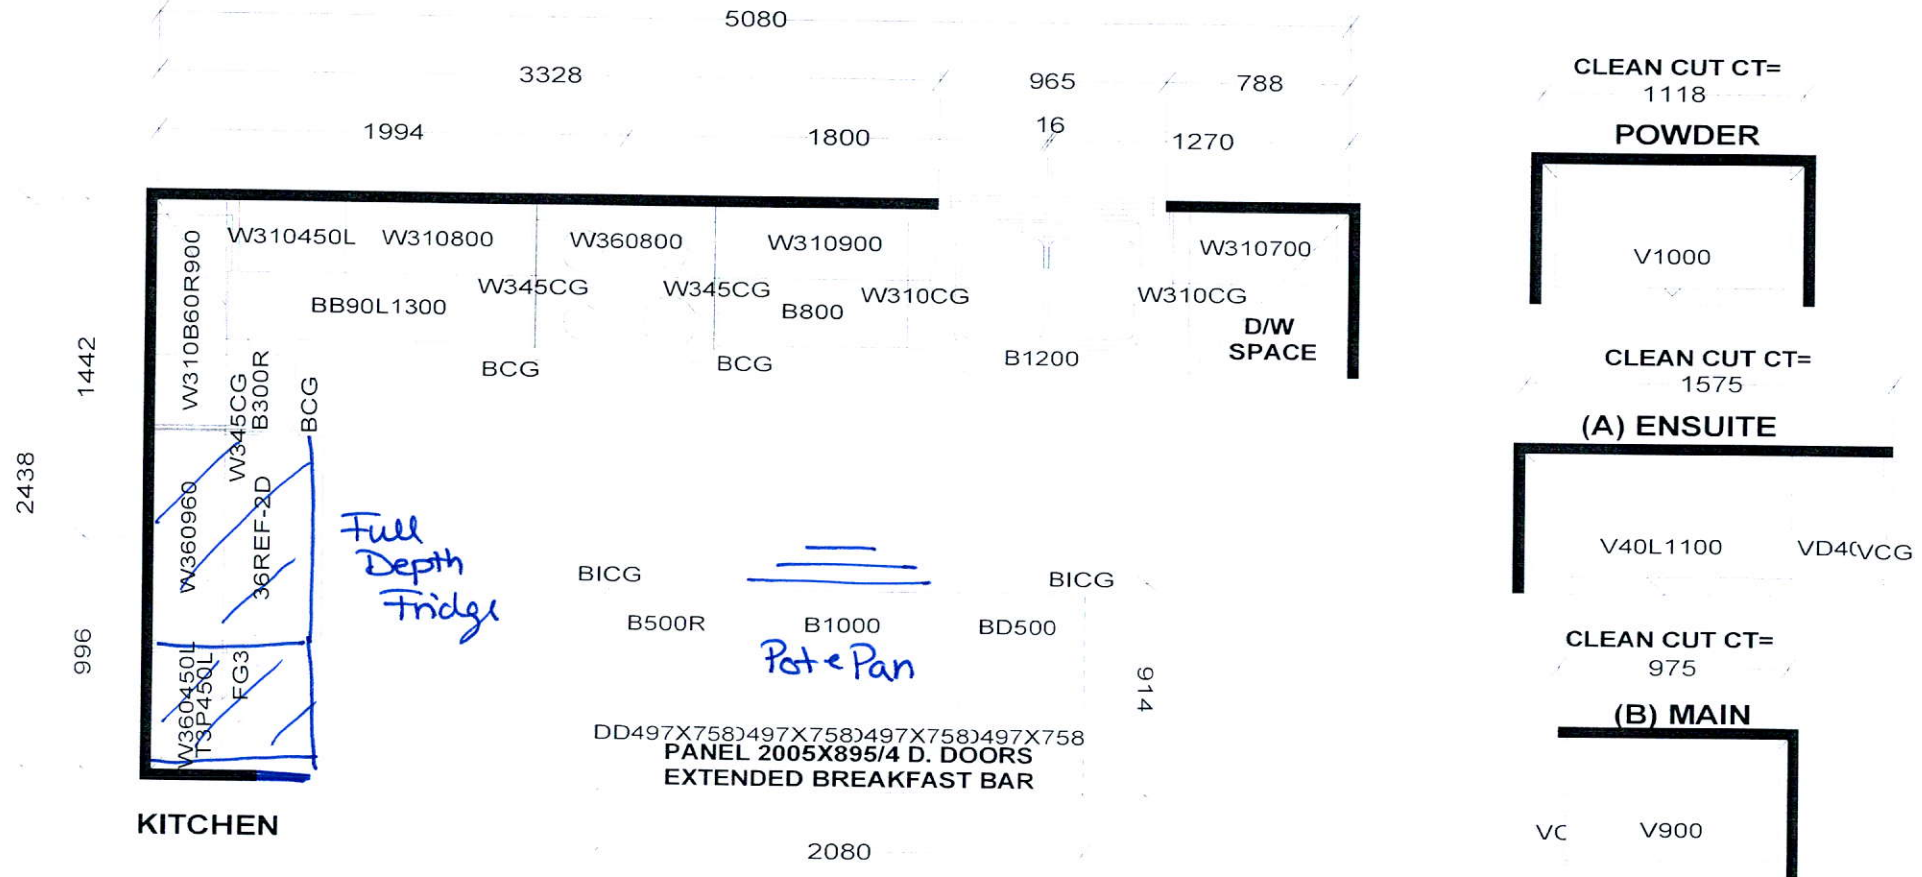 5080
3328
965
788
1994
1800
16
1270
W310450L
W310800
W360800
W310900
W310700
W310B60R900
BB90L1300
W345CG
W345CG
B800
W310CG
W310CG
D/W
SPACE
BCG
BCG
B1200
1442
2438
996
W345CG
B300R
BCG
W360960
36REF-2D
Full
Depth
Fridge
W360450L
T3P450L
FG3
BICG
BICG
B500R
B1000
BD500
Pot & Pan
914
DD497X758D497X758D497X758D497X758
PANEL 2005X895/4 D. DOORS
EXTENDED BREAKFAST BAR
KITCHEN
2080
CLEAN CUT CT=
1118
POWDER
V1000
CLEAN CUT CT=
1575
(A) ENSUITE
V40L1100
VCG
CLEAN CUT CT=
975
(B) MAIN
V900